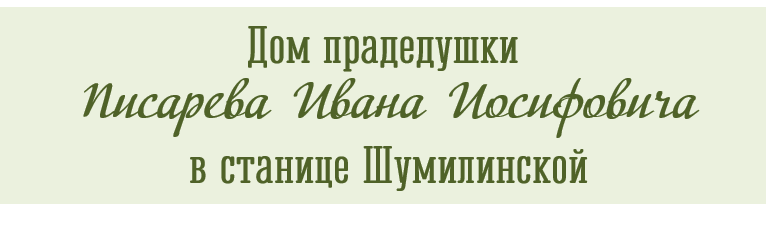 Дом прадедушки
Писарева Ивана Иосифовича
в станице Шумилинской